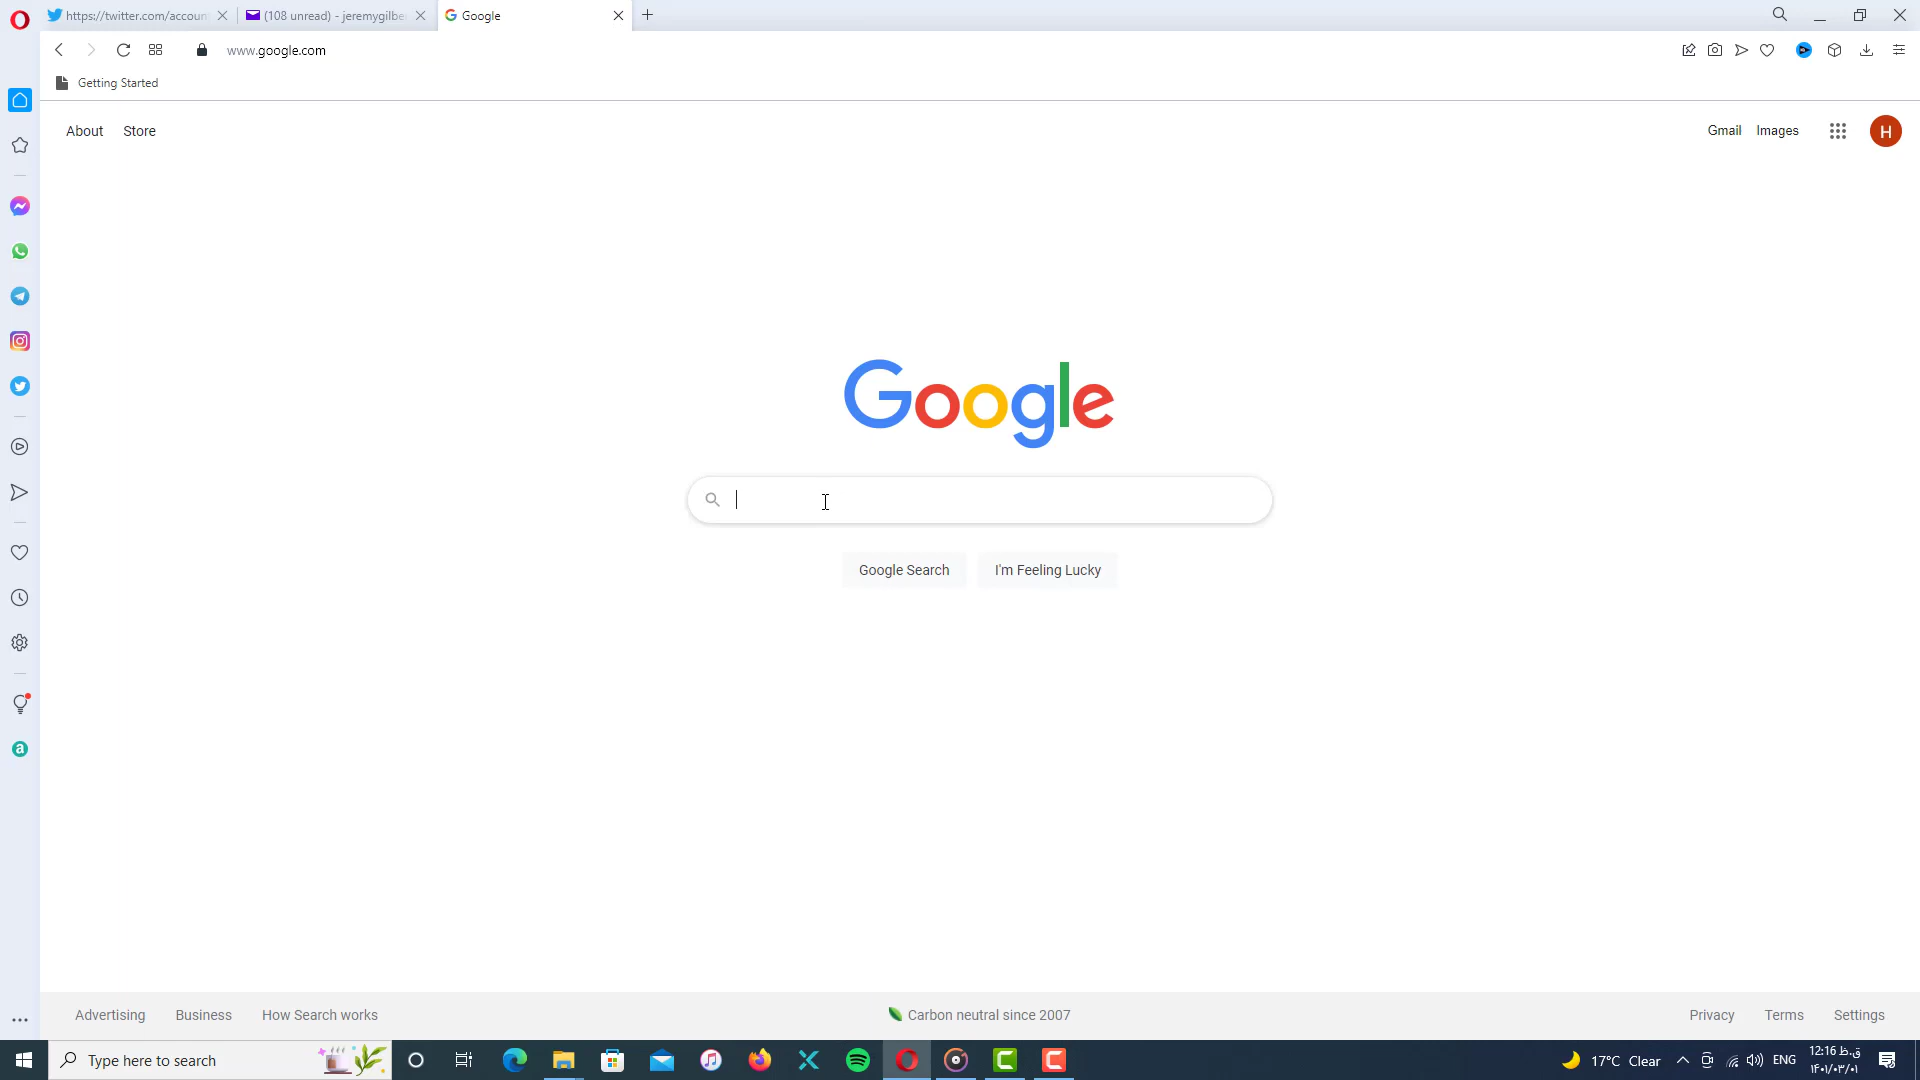 https://twitter.com/accoun
(108 unread) - jeremygilbe
Google
www.google.com
Getting Started
About
Store
Gmail
Images
H
Google
Google Search
I'm Feeling Lucky
Advertising
Business
How Search works
Carbon neutral since 2007
Privacy
Terms
Settings
Type here to search
17°C Clear
ENG
12:16 ق.ظ
۱۴۰۱/۰۳/۰۱